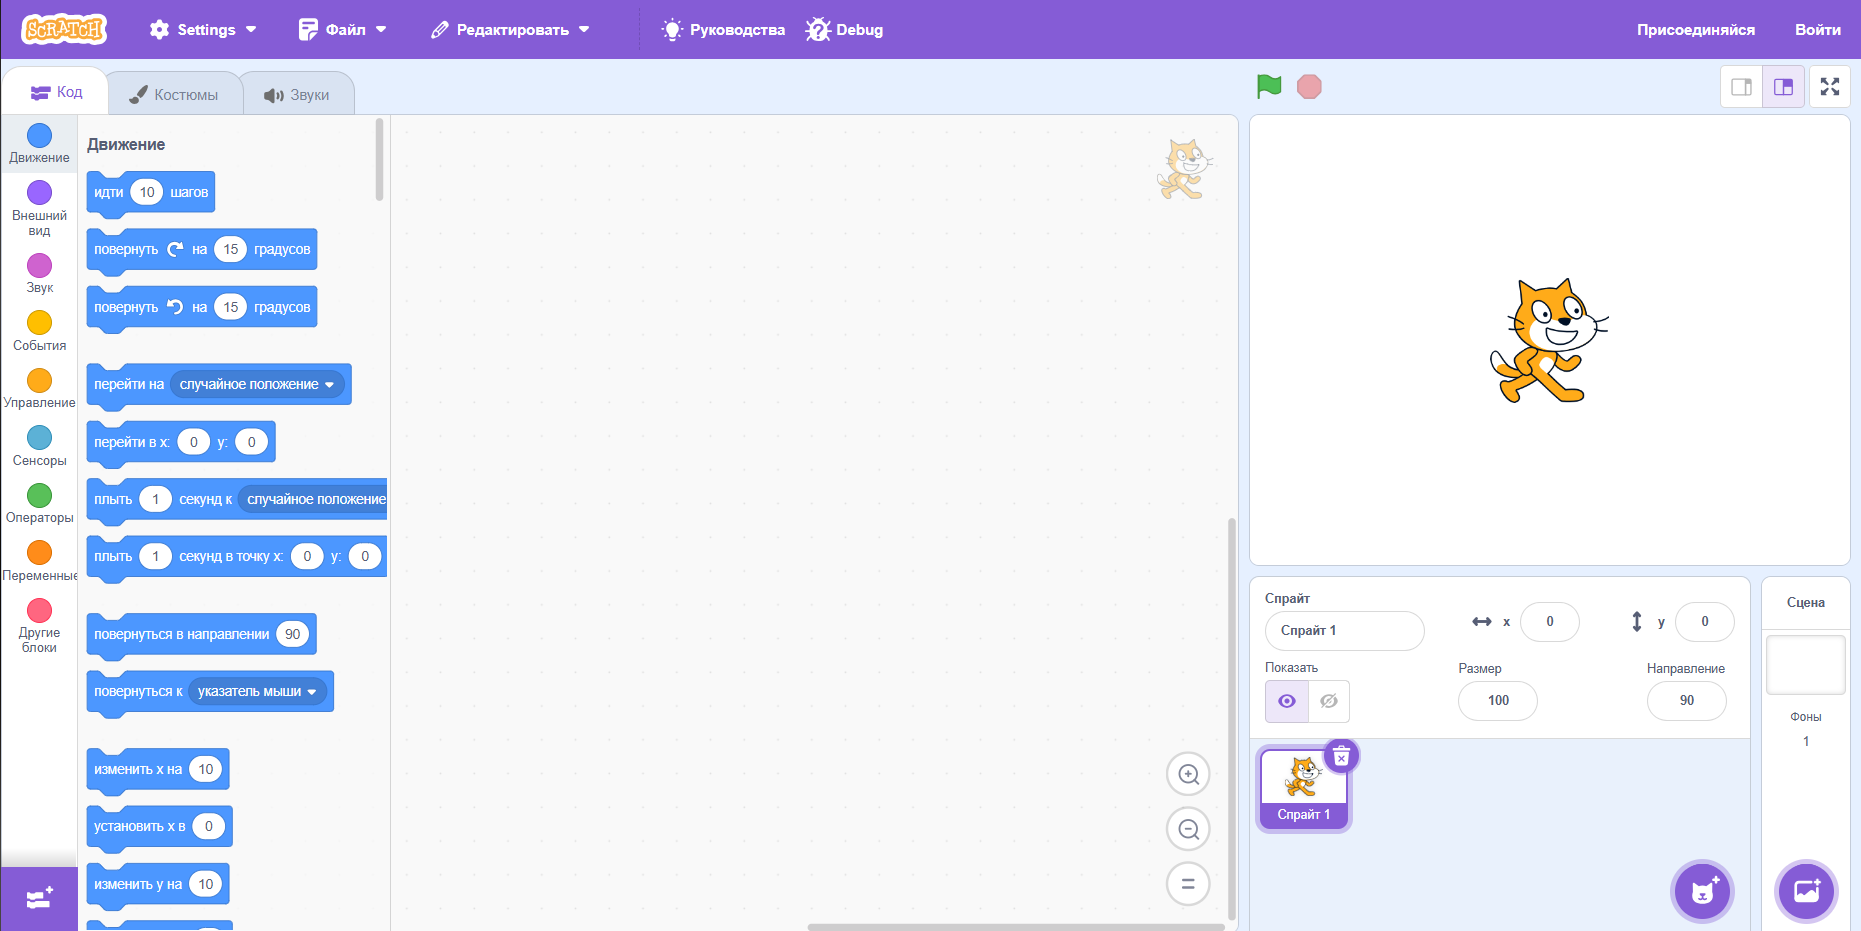 SCRATCH
Settings
Файл
Редактировать
Руководства
Debug
Присоединяйся
Войти
Код
Костюмы
Звуки
Движение
Внешний
вид
Звук
События
Управление
Сенсоры
Операторы
Переменные
Другие
блоки
Движение
идти 10 шагов
повернуть на 15 градусов
повернуть на 15 градусов
перейти на случайное положение
перейти в x: 0 y: 0
плыть 1 секунд к случайное положение
плыть 1 секунд в точку x: 0 y: 0
повернуться в направлении 90
повернуться к указатель мыши
изменить x на 10
установить x в 0
изменить y на 10
Спрайт
Спрайт 1
x 0
y 0
Показать
Размер
100
Направление
90
Спрайт 1
Сцена
Фоны
1